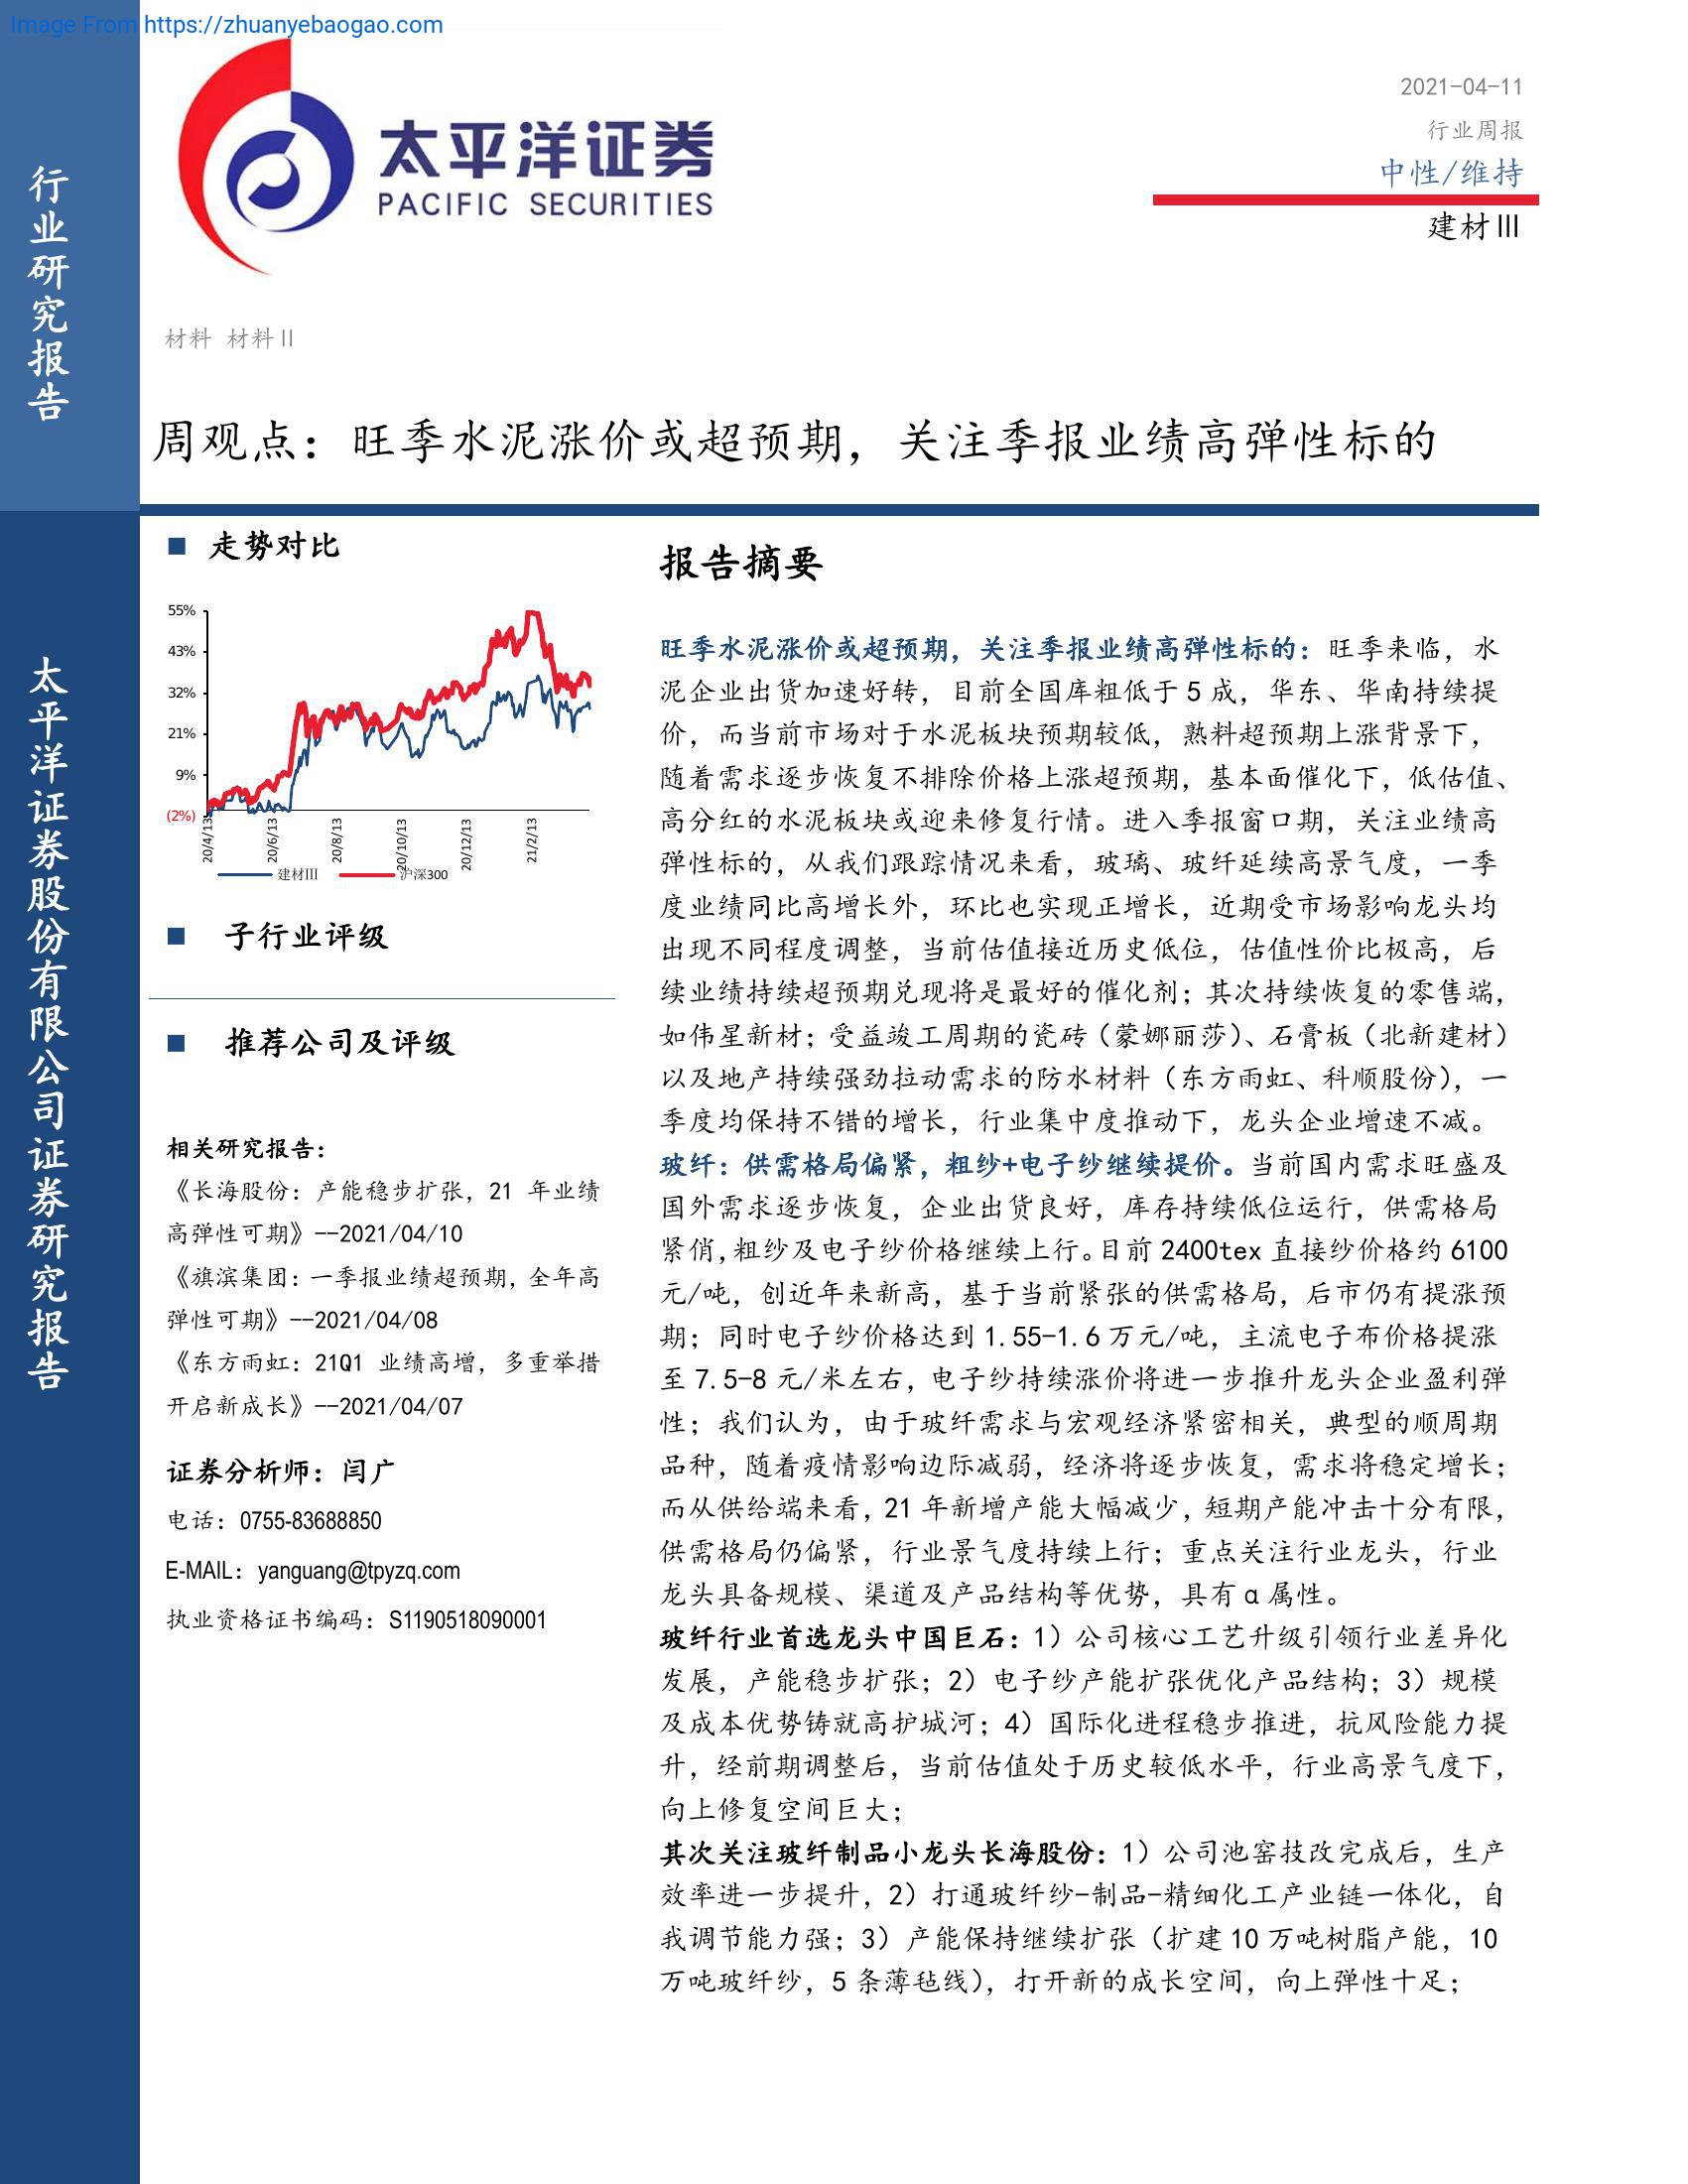 Image From https://zhuanyebaogao.com
行业研究报告
太平洋证券股份有限公司证券研究报告
太平洋证券
PACIFIC SECURITIES
2021-04-11
行业周报
中性/维持
建材Ⅲ
材料 材料Ⅱ
周观点：旺季水泥涨价或超预期，关注季报业绩高弹性标的
■ 走势对比
55%
43%
32%
21%
9%
(2%)
20/4/13
20/6/13
20/8/13
20/10/13
20/12/13
21/2/13
建材Ⅲ
沪深300
■ 子行业评级
■ 推荐公司及评级
相关研究报告：
《长海股份：产能稳步扩张，21 年业绩
高弹性可期》--2021/04/10
《旗滨集团：一季报业绩超预期，全年高
弹性可期》--2021/04/08
《东方雨虹：21Q1 业绩高增，多重举措
开启新成长》--2021/04/07
证券分析师：闫广
电话：0755-83688850
E-MAIL：yanguang@tpyzq.com
执业资格证书编码：S1190518090001
报告摘要
旺季水泥涨价或超预期，关注季报业绩高弹性标的：旺季来临，水
泥企业出货加速好转，目前全国库粗低于 5 成，华东、华南持续提
价，而当前市场对于水泥板块预期较低，熟料超预期上涨背景下，
随着需求逐步恢复不排除价格上涨超预期，基本面催化下，低估值、
高分红的水泥板块或迎来修复行情。进入季报窗口期，关注业绩高
弹性标的，从我们跟踪情况来看，玻璃、玻纤延续高景气度，一季
度业绩同比高增长外，环比也实现正增长，近期受市场影响龙头均
出现不同程度调整，当前估值接近历史低位，估值性价比极高，后
续业绩持续超预期兑现将是最好的催化剂；其次持续恢复的零售端，
如伟星新材；受益竣工周期的瓷砖（蒙娜丽莎）、石膏板（北新建材）
以及地产持续强劲拉动需求的防水材料（东方雨虹、科顺股份），一
季度均保持不错的增长，行业集中度推动下，龙头企业增速不减。
玻纤：供需格局偏紧，粗纱+电子纱继续提价。当前国内需求旺盛及
国外需求逐步恢复，企业出货良好，库存持续低位运行，供需格局
紧俏，粗纱及电子纱价格继续上行。目前 2400tex 直接纱价格约 6100
元/吨，创近年来新高，基于当前紧张的供需格局，后市仍有提涨预
期；同时电子纱价格达到 1.55-1.6 万元/吨，主流电子布价格提涨
至 7.5-8 元/米左右，电子纱持续涨价将进一步推升龙头企业盈利弹
性；我们认为，由于玻纤需求与宏观经济紧密相关，典型的顺周期
品种，随着疫情影响边际减弱，经济将逐步恢复，需求将稳定增长；
而从供给端来看，21 年新增产能大幅减少，短期产能冲击十分有限，
供需格局仍偏紧，行业景气度持续上行；重点关注行业龙头，行业
龙头具备规模、渠道及产品结构等优势，具有 α 属性。
玻纤行业首选龙头中国巨石：1）公司核心工艺升级引领行业差异化
发展，产能稳步扩张；2）电子纱产能扩张优化产品结构；3）规模
及成本优势铸就高护城河；4）国际化进程稳步推进，抗风险能力提
升，经前期调整后，当前估值处于历史较低水平，行业高景气度下，
向上修复空间巨大；
其次关注玻纤制品小龙头长海股份：1）公司池窑技改完成后，生产
效率进一步提升，2）打通玻纤纱-制品-精细化工产业链一体化，自
我调节能力强；3）产能保持继续扩张（扩建 10 万吨树脂产能，10
万吨玻纤纱，5 条薄毡线），打开新的成长空间，向上弹性十足；